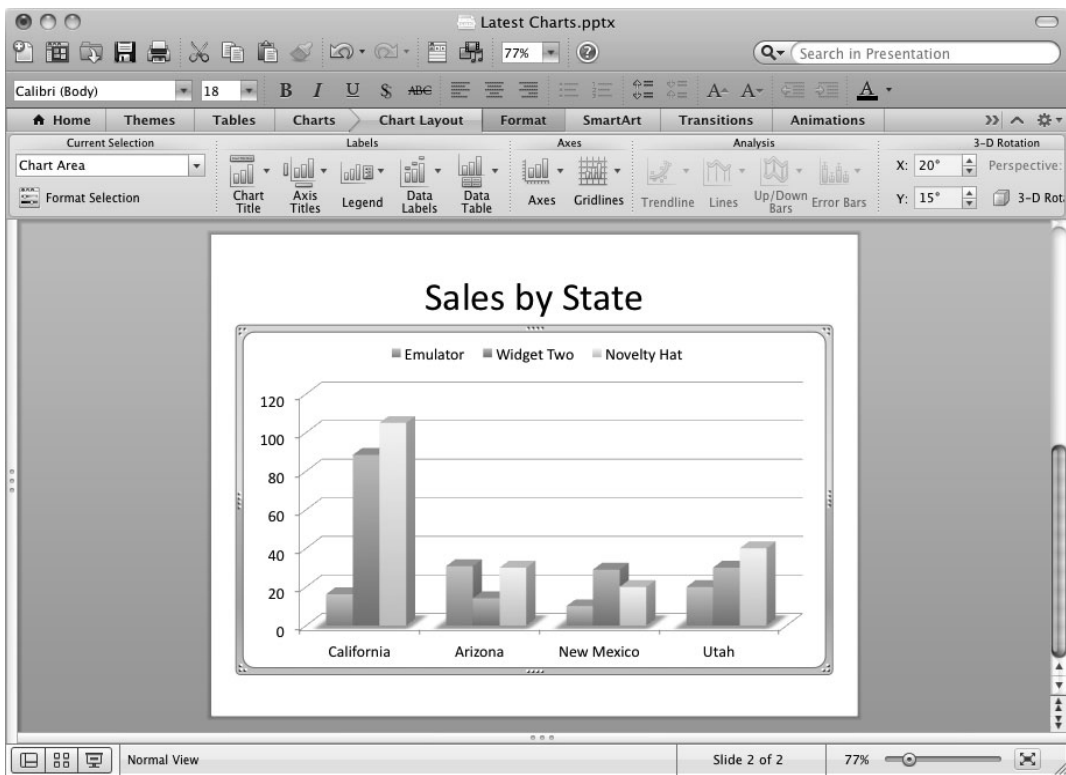 Latest Charts.pptx
77%
Search in Presentation
Calibri (Body) 18 B I U S ABC A A A
Home Themes Tables Charts Chart Layout Format SmartArt Transitions Animations
Current Selection Labels Axes Analysis 3-D Rotation
Chart Area X: 20° Perspective:
Format Selection Chart Title Axis Titles Legend Data Labels Data Table Axes Gridlines Trendline Lines Up/Down Bars Error Bars Y: 15° 3-D Rot
Sales by State
Emulator Widget Two Novelty Hat
120
100
80
60
40
20
0
California Arizona New Mexico Utah
Normal View Slide 2 of 2 77%